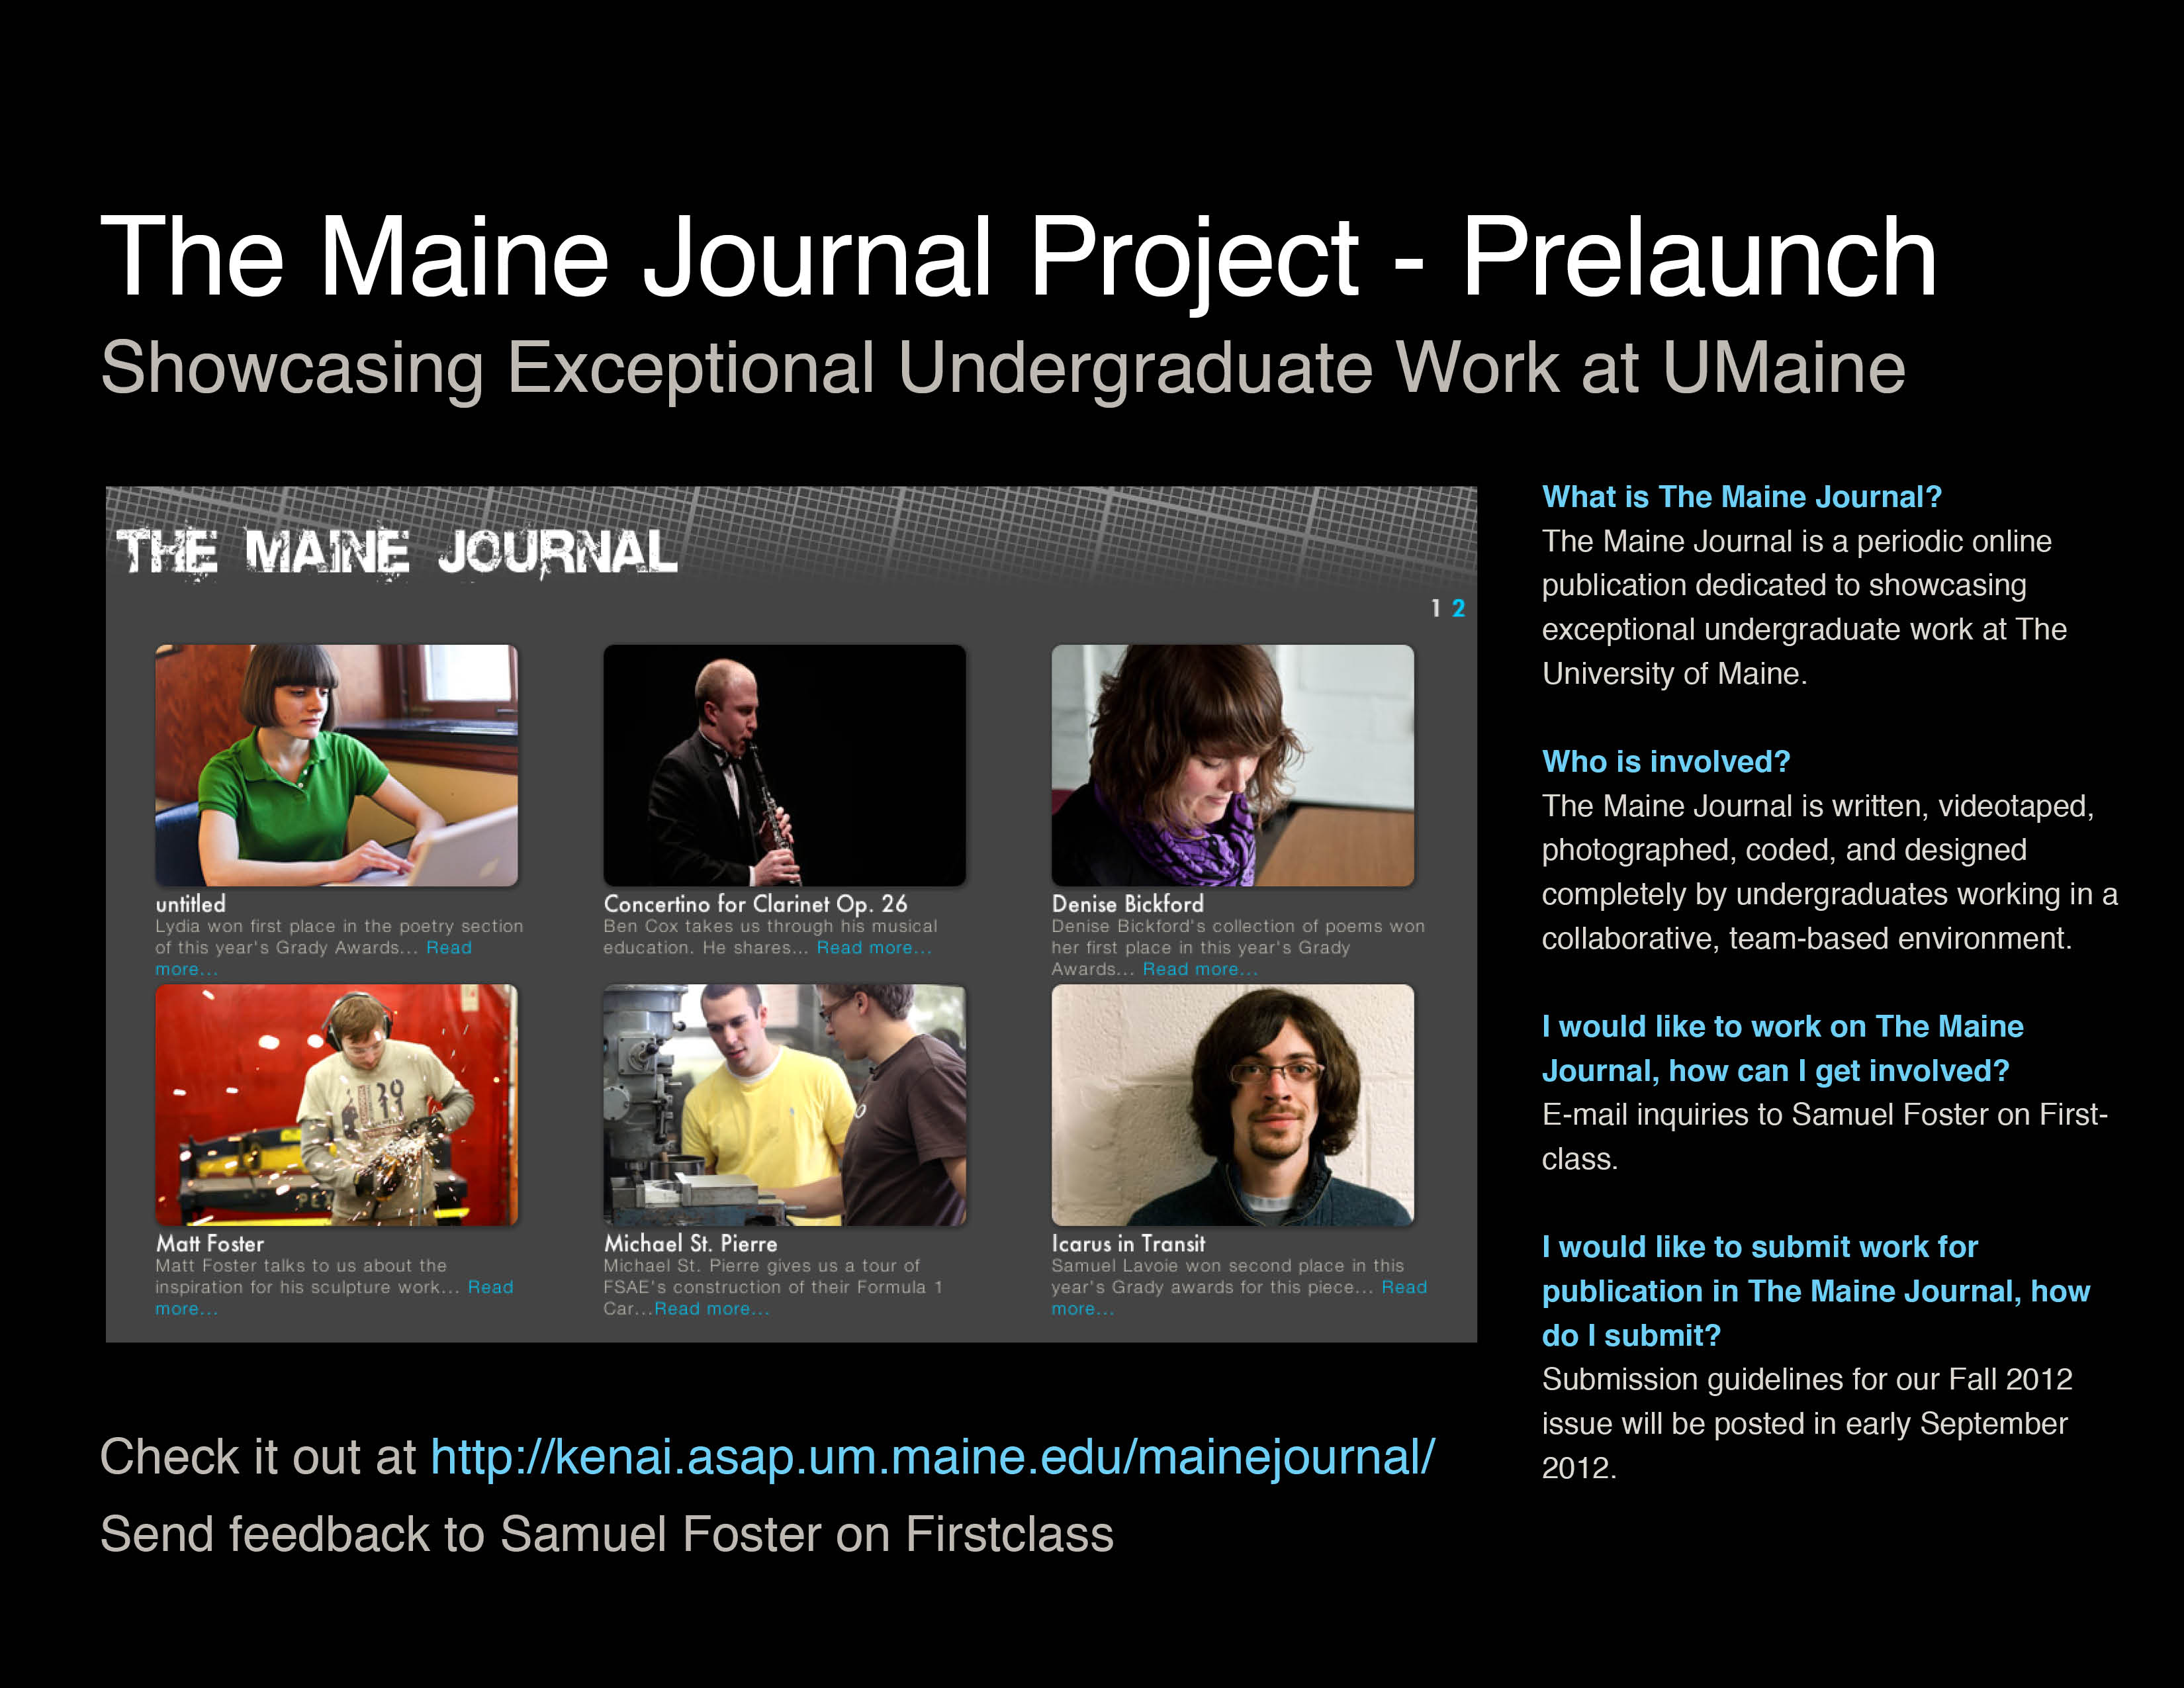 The Maine Journal Project - Prelaunch
Showcasing Exceptional Undergraduate Work at UMaine
THE MAINE JOURNAL
1 2
untitled
Lydia won first place in the poetry section
of this year's Grady Awards... Read
more...
Concertino for Clarinet Op. 26
Ben Cox takes us through his musical
education. He shares... Read more...
Denise Bickford
Denise Bickford's collection of poems won
her first place in this year's Grady
Awards... Read more...
Matt Foster
Matt Foster talks to us about the
inspiration for his sculpture work... Read
more...
Michael St. Pierre
Michael St. Pierre gives us a tour of
FSAE's construction of their Formula 1
Car...Read more...
Icarus in Transit
Samuel Lavoie won second place in this
year's Grady awards for this piece... Read
more...
What is The Maine Journal?
The Maine Journal is a periodic online
publication dedicated to showcasing
exceptional undergraduate work at The
University of Maine.
Who is involved?
The Maine Journal is written, videotaped,
photographed, coded, and designed
completely by undergraduates working in a
collaborative, team-based environment.
I would like to work on The Maine
Journal, how can I get involved?
E-mail inquiries to Samuel Foster on First-
class.
I would like to submit work for
publication in The Maine Journal, how
do I submit?
Submission guidelines for our Fall 2012
issue will be posted in early September
2012.
Check it out at http://kenai.asap.um.maine.edu/mainejournal/
Send feedback to Samuel Foster on Firstclass